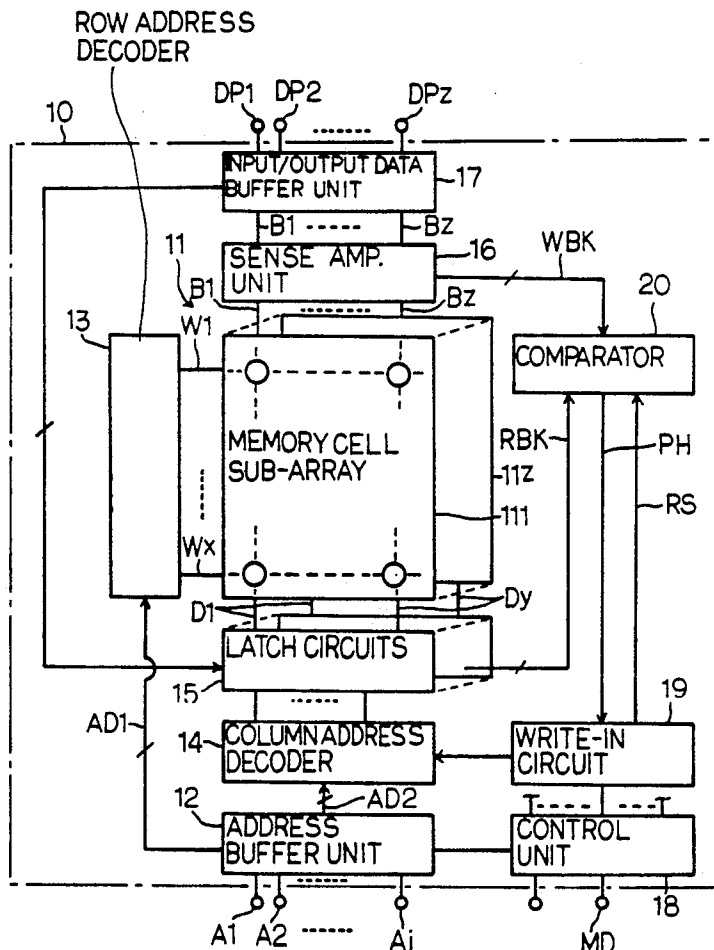 ROW ADDRESS
DECODER
10
DP1 DP2 DPz
INPUT/OUTPUT DATA
BUFFER UNIT
17
B1 Bz
SENSE AMP.
UNIT
16
WBK
11
B1 Bz
20
13
W1
COMPARATOR
MEMORY CELL
SUB-ARRAY
RBK
PH
11Z
RS
111
Wx
D1 Dy
LATCH CIRCUITS
15
19
AD1
14
COLUMN ADDRESS
DECODER
WRITE-IN
CIRCUIT
AD2
12
ADDRESS
BUFFER UNIT
CONTROL
UNIT
18
A1 A2 Ai
MD